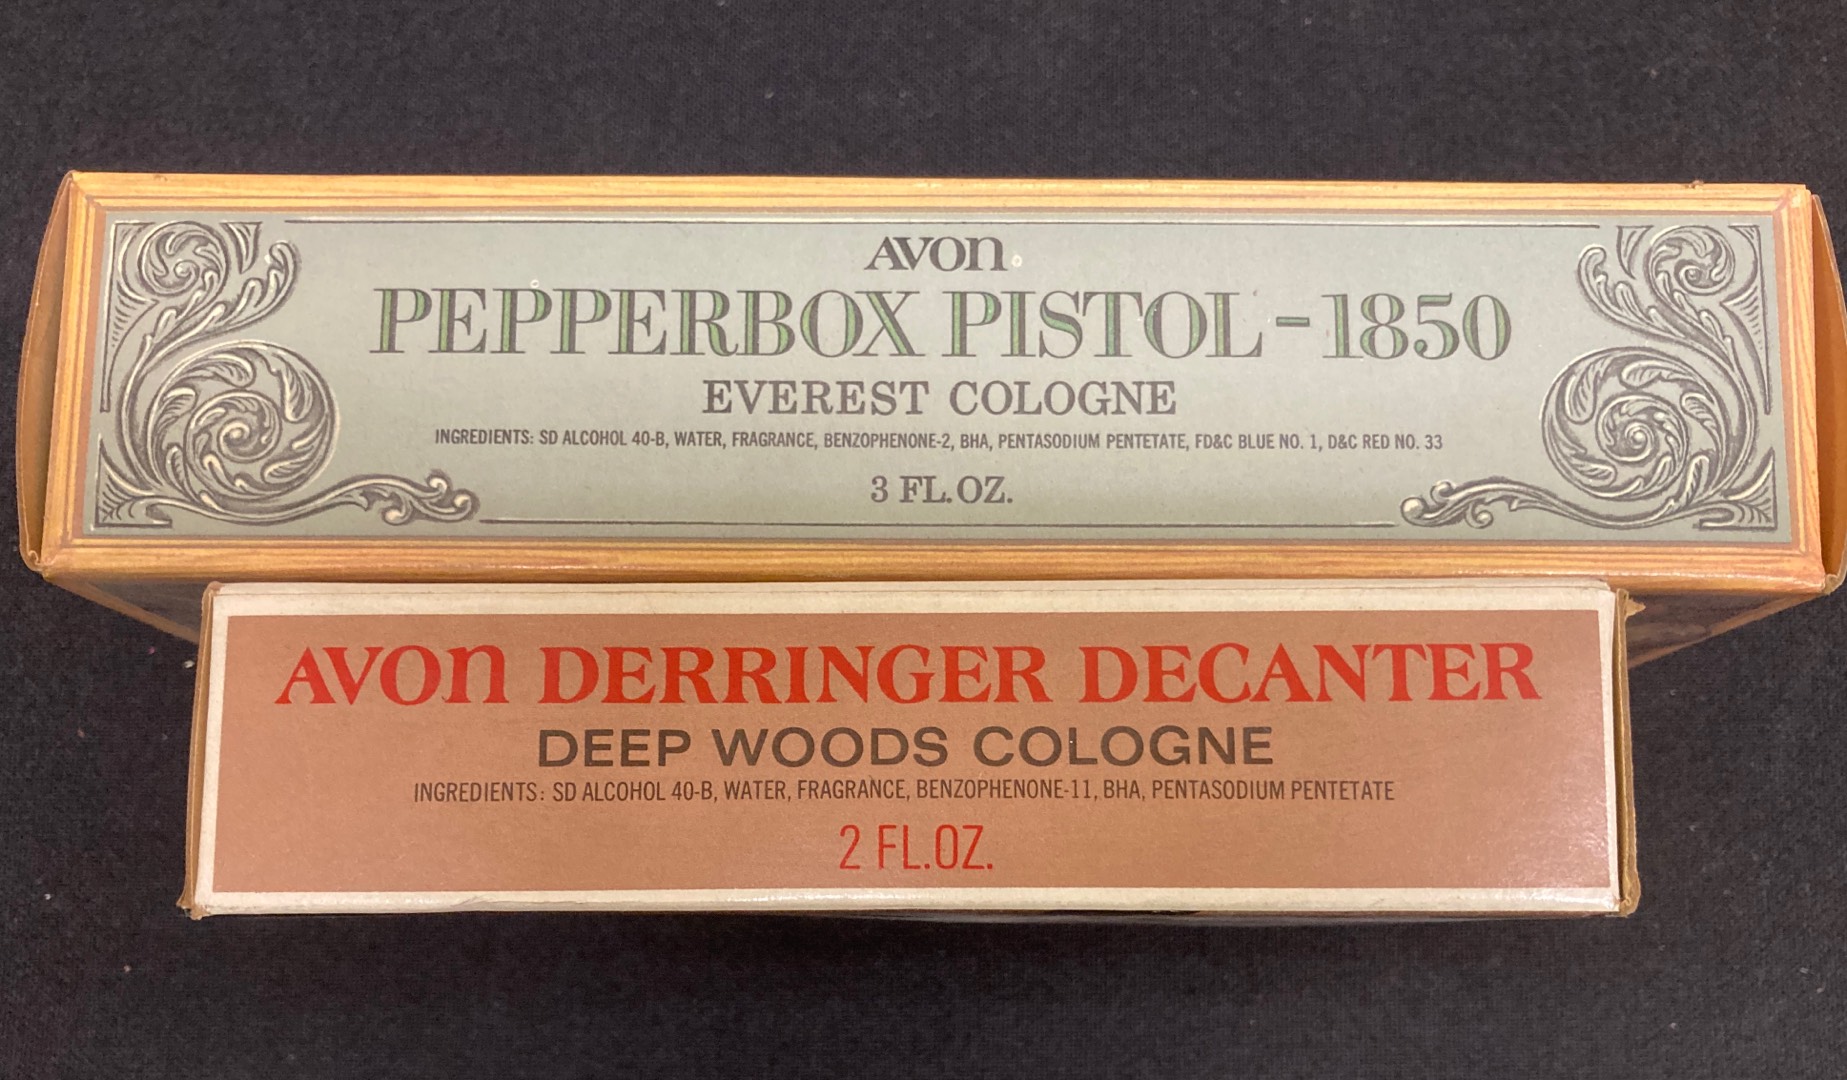 AVON
PEPPERBOX PISTOL-1850
EVEREST COLOGNE
INGREDIENTS: SD ALCOHOL 40-B, WATER, FRAGRANCE, BENZOPHENONE-2, BHA, PENTASODIUM PENTETATE, FD&C BLUE NO. 1, D&C RED NO. 33
3 FL. OZ.
AVON DERRINGER DECANTER
DEEP WOODS COLOGNE
INGREDIENTS: SD ALCOHOL 40-B, WATER, FRAGRANCE, BENZOPHENONE-11, BHA, PENTASODIUM PENTETATE
2 FL.OZ.